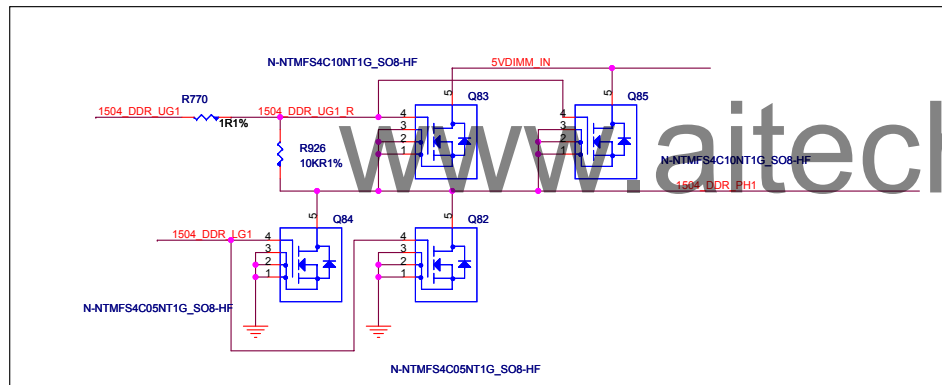 N-NTMFS4C10NT1G_SO8-HF
5VDIMM_IN
R770
1504_DDR_UG1
1R1%
1504_DDR_UG1_R
Q83
Q85
5
5
4
3
2
1
4
3
2
1
R926
10KR1%
www.aitech
N-NTMFS4C10NT1G_SO8-HF
1504_DDR_PH1
5
5
Q84
Q82
1504_DDR_LG1
4
3
2
1
4
3
2
1
N-NTMFS4C05NT1G_SO8-HF
N-NTMFS4C05NT1G_SO8-HF